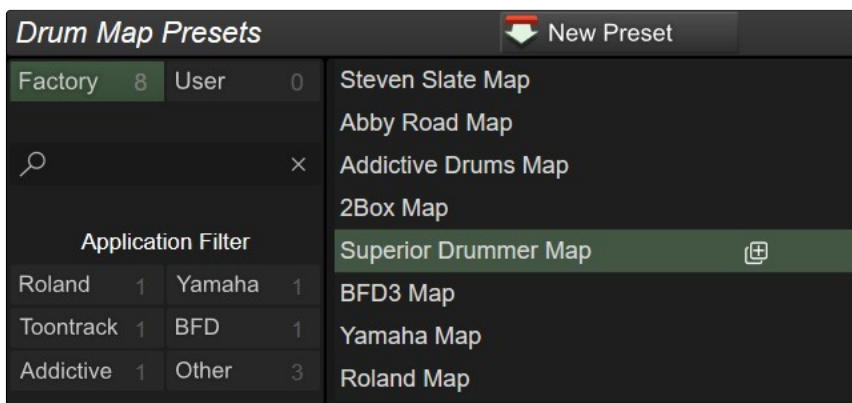 Drum Map Presets
New Preset
Factory 8 User 0
×
Application Filter
Roland 1 Yamaha 1
Toontrack 1 BFD 1
Addictive 1 Other 3
Steven Slate Map
Abby Road Map
Addictive Drums Map
2Box Map
Superior Drummer Map
BFD3 Map
Yamaha Map
Roland Map